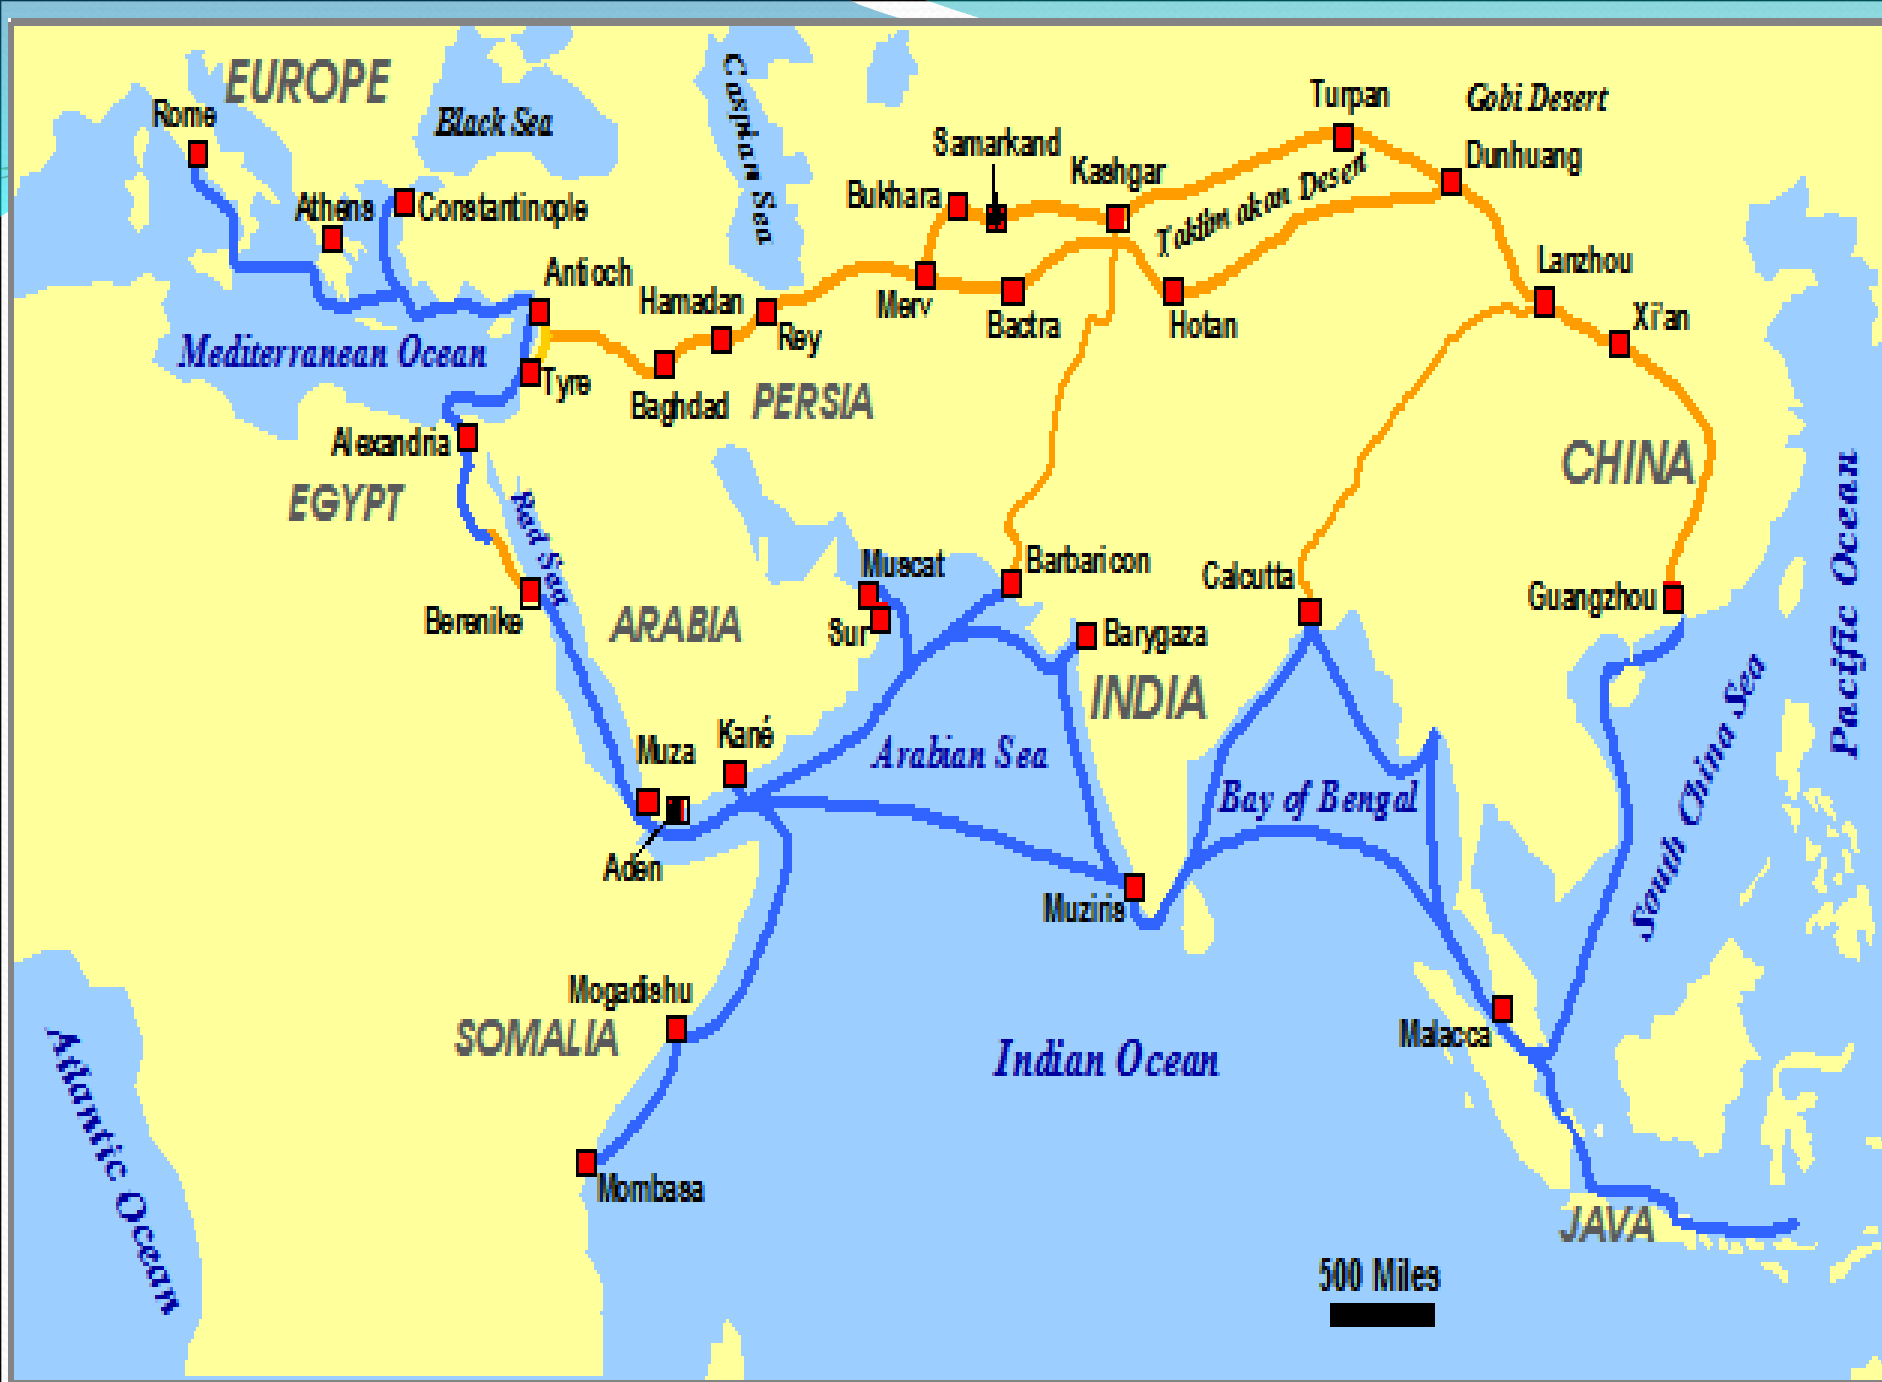 EUROPE
Rome
Black Sea
Caspian Sea
Athens
Constantinople
Samarkand
Bukhara
Kashgar
Turpan
Gobi Desert
Dunhuang
Taklimakan Desert
Antioch
Hamadan
Rey
Merv
Bactra
Hotan
Lanzhou
Xi'an
Mediterranean Ocean
Tyre
Baghdad
PERSIA
Alexandria
EGYPT
Red Sea
Berenike
ARABIA
Muscat
Sur
Barbaricon
Barygaza
Calcutta
CHINA
Guangzhou
Pacific Ocean
INDIA
Muza
Kané
Aden
Arabian Sea
Bay of Bengal
South China Sea
Muziris
Mogadishu
SOMALIA
Mombasa
Indian Ocean
Malacca
JAVA
Atlantic Ocean
500 Miles